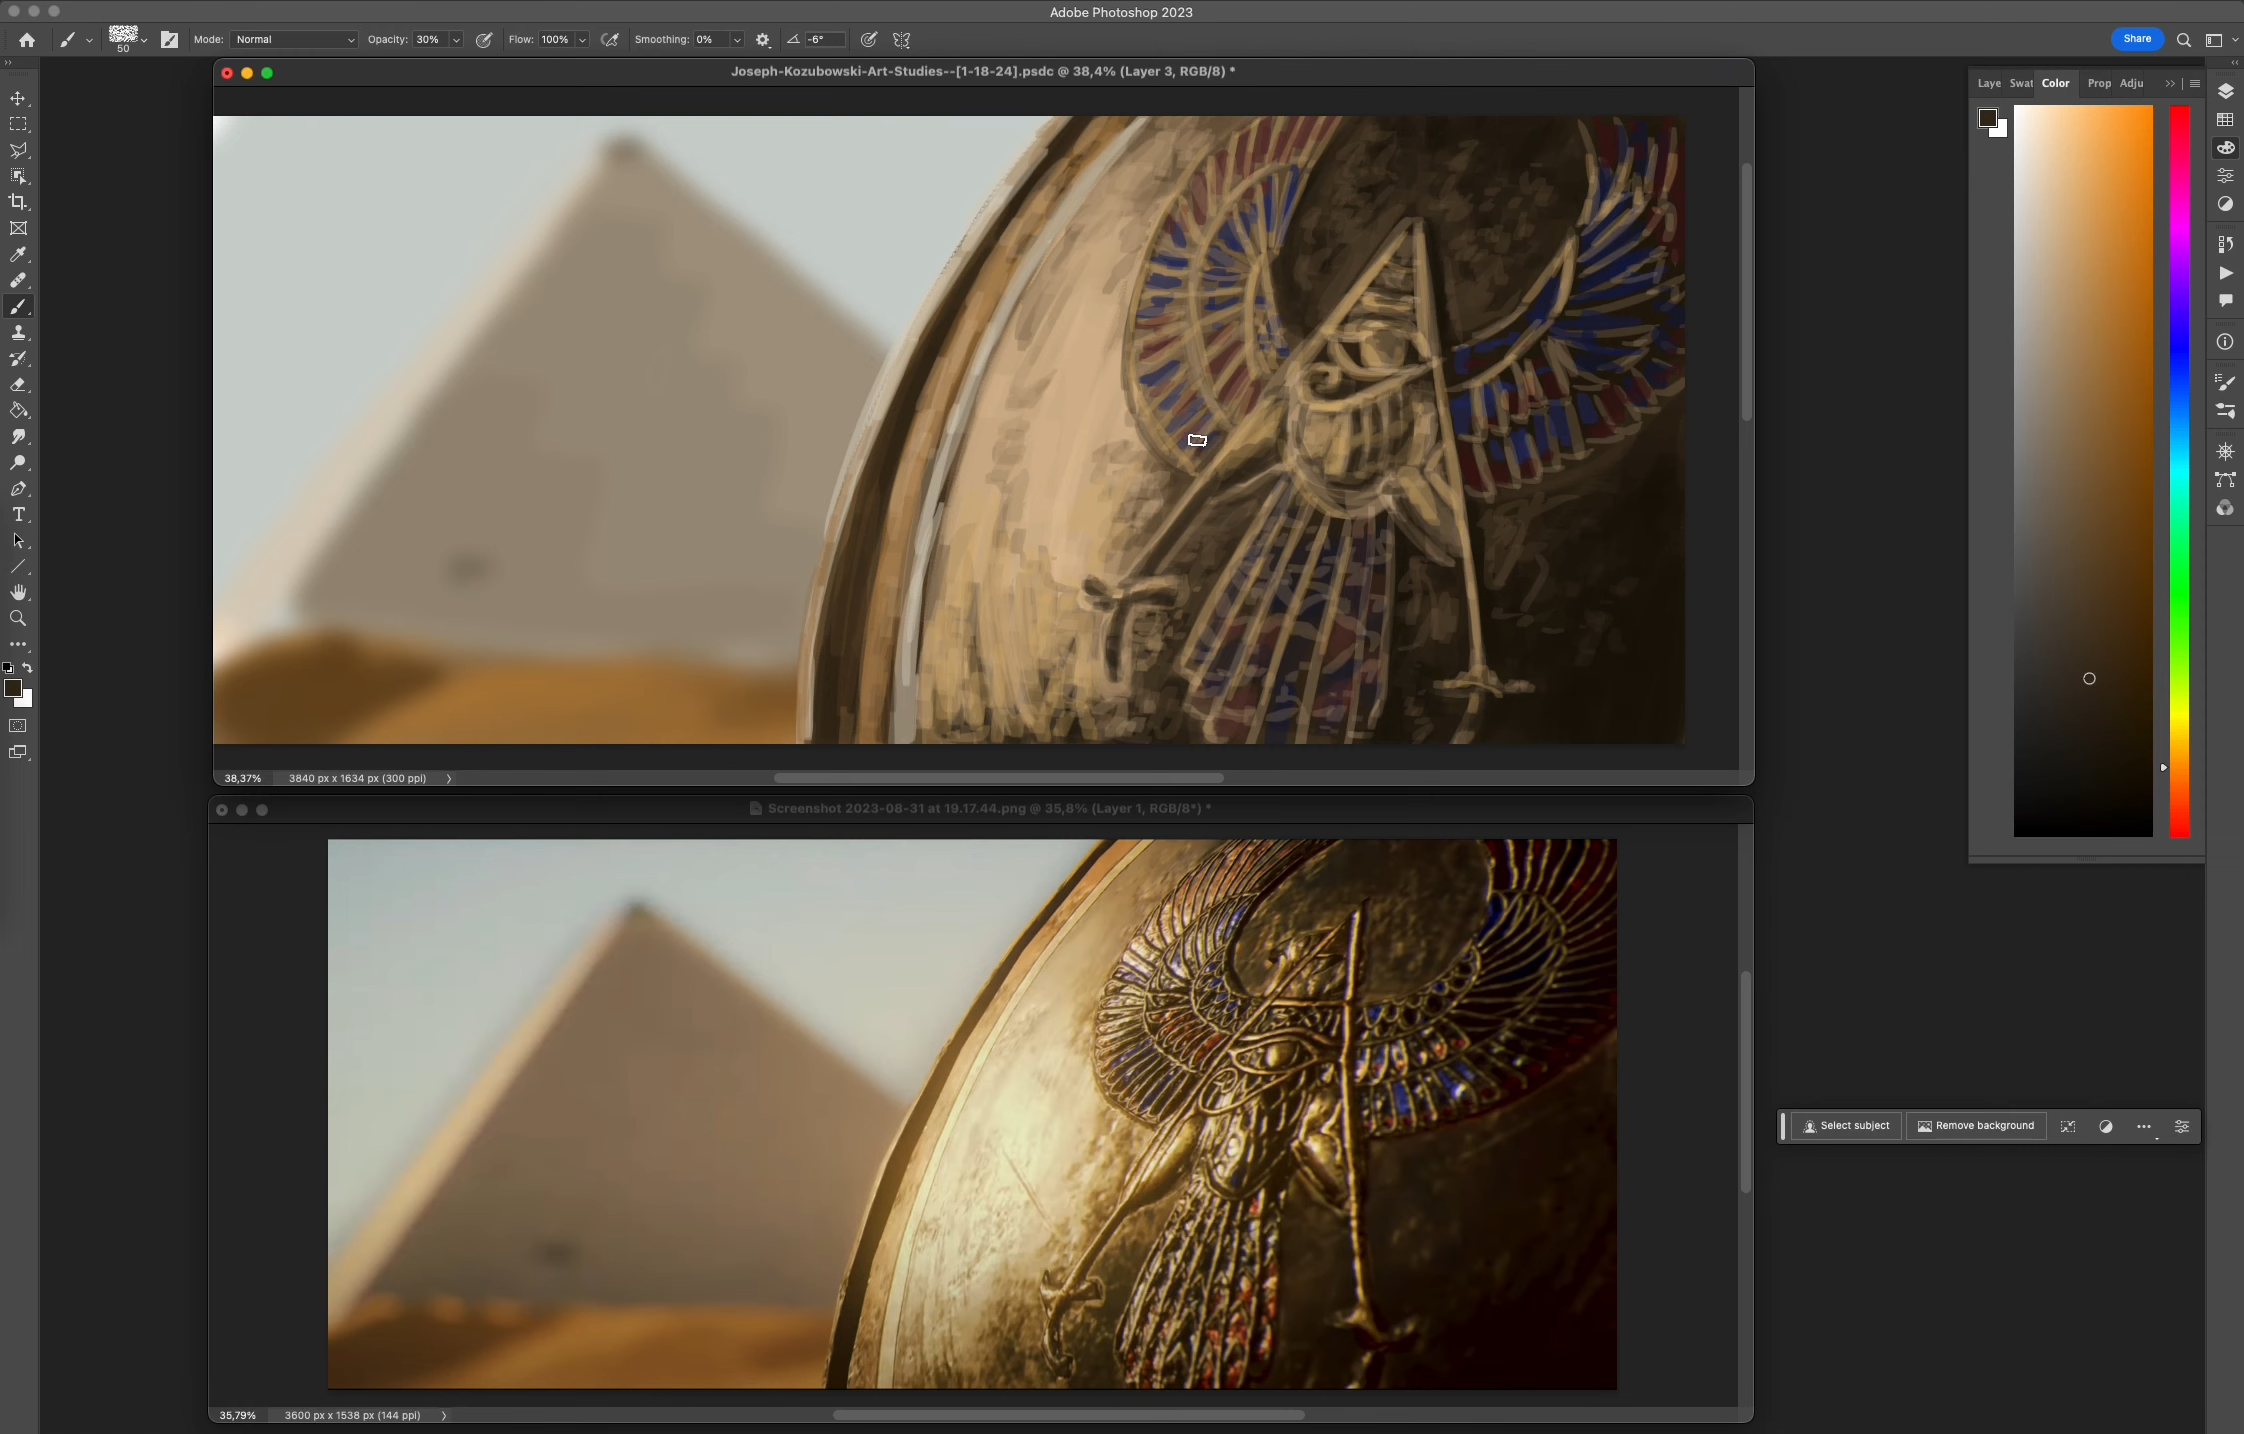 Adobe Photoshop 2023
50
Mode: Normal Opacity: 30% Flow: 100% Smoothing: 0% -6° Share
Joseph-Kozubowski-Art-Studies--[1-18-24].psdc @ 38,4% (Layer 3, RGB/8) *
Laye Swat Color Prop Adju
38,37% 3840 px x 1634 px (300 ppi)
Screenshot 2023-08-31 at 19.17.44.png @ 35,8% (Layer 1, RGB/8*) *
Select subject Remove background
35,79% 3600 px x 1538 px (144 ppi)